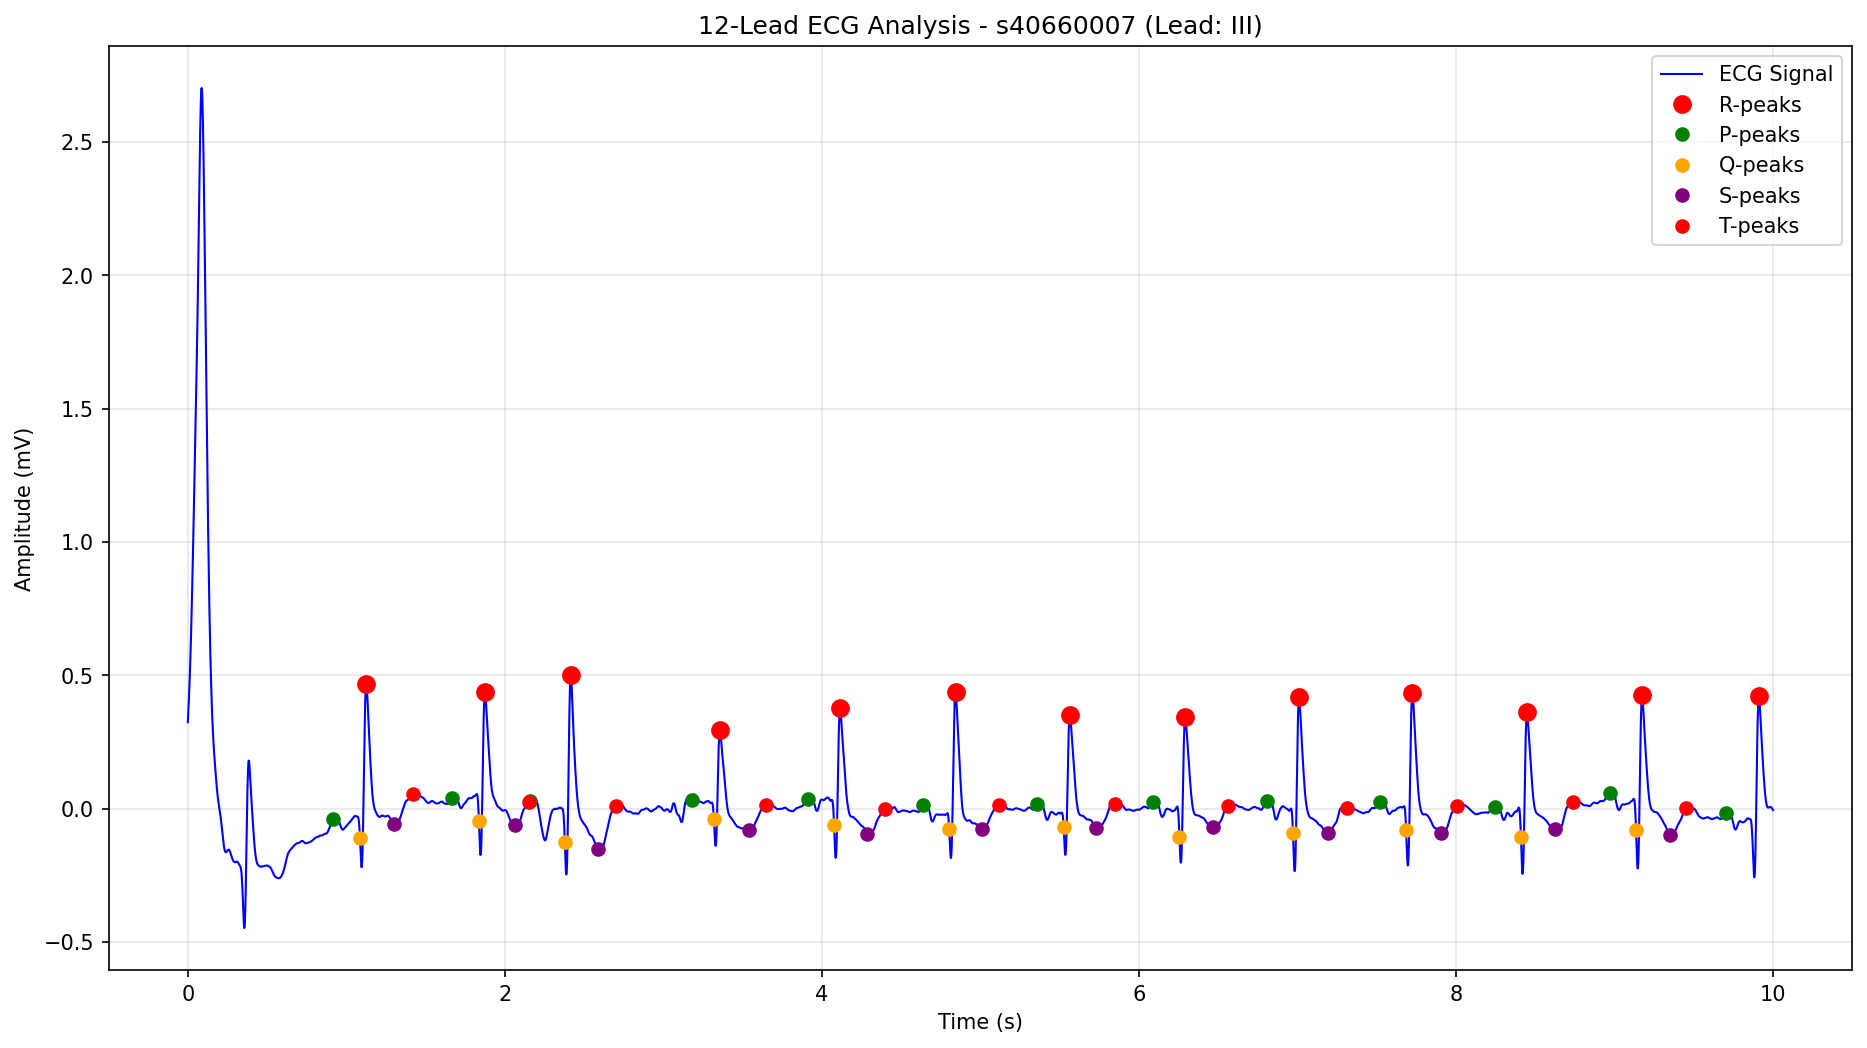 12-Lead ECG Analysis - s40660007 (Lead: III)
ECG Signal
R-peaks
P-peaks
Q-peaks
S-peaks
T-peaks
Amplitude (mV)
2.5
2.0
1.5
1.0
0.5
0.0
−0.5
0 2 4 6 8 10
Time (s)